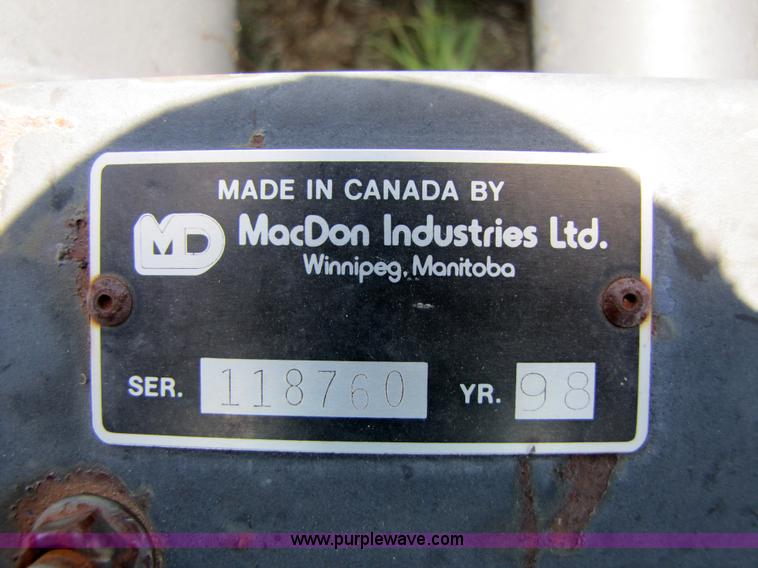 MADE IN CANADA BY
MD MacDon Industries Ltd.
Winnipeg, Manitoba
SER. 118760 YR. 98
www.purplewave.com